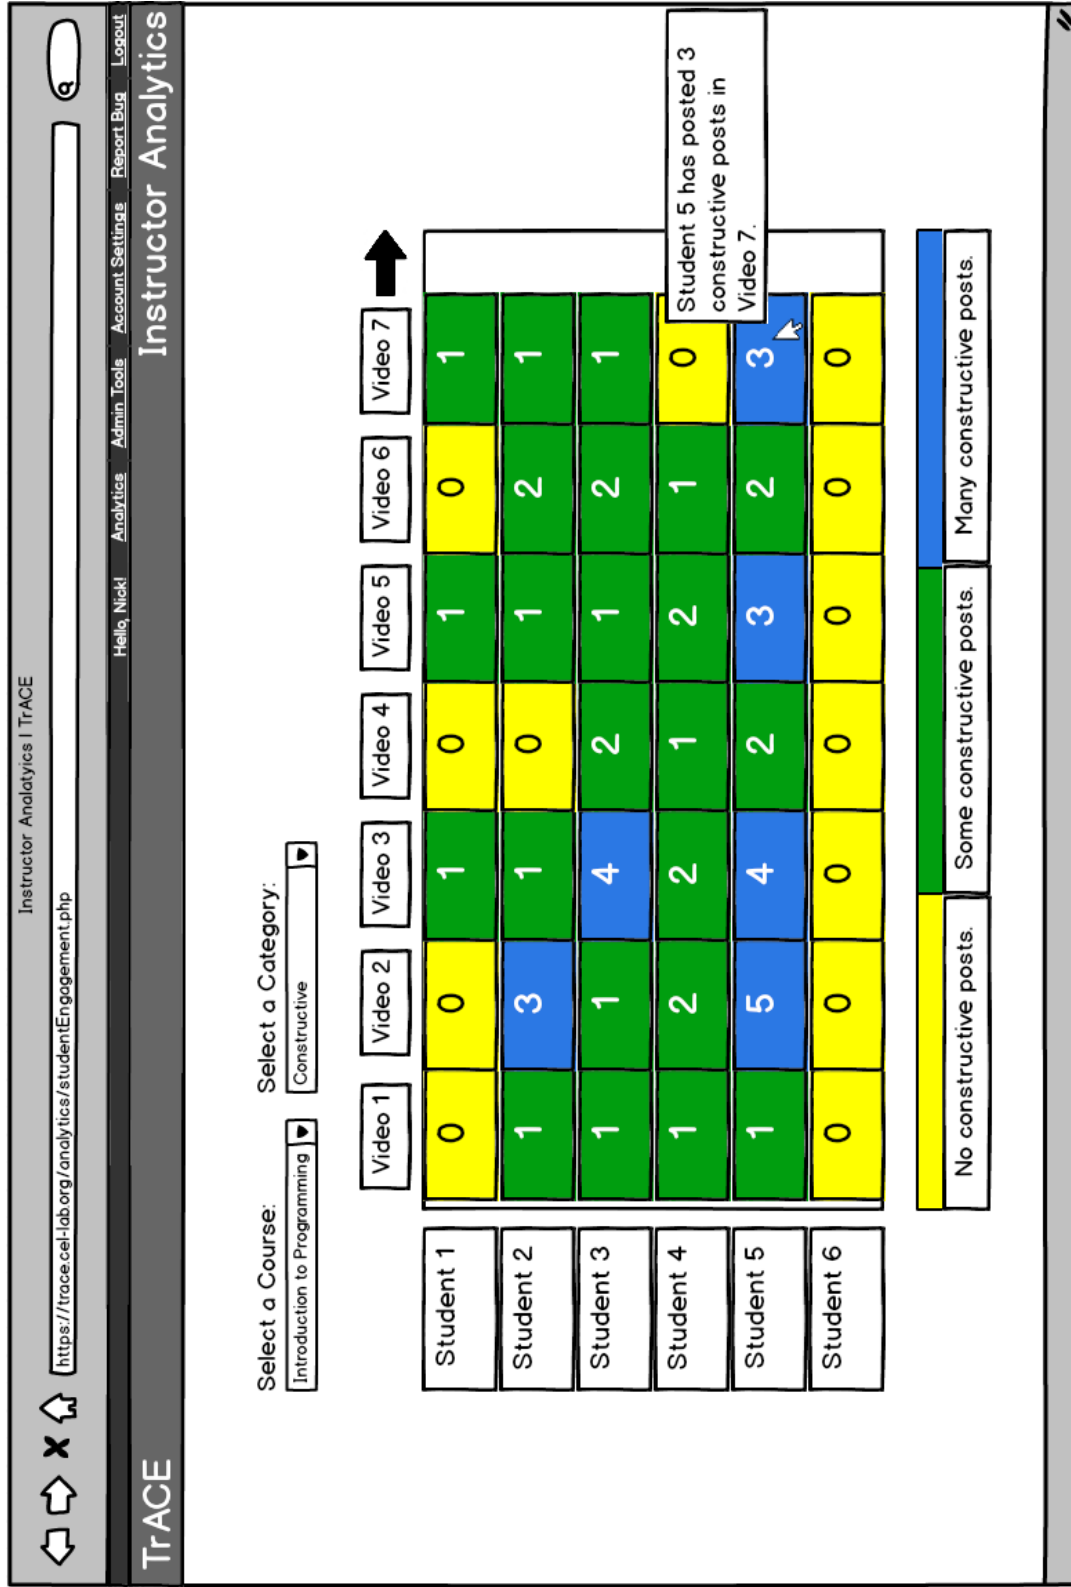 Instructor Analatyics | TrACE
https://trace.cel-lab.org/analytics/studentEngagement.php
Hello, Nick! Analytics Admin Tools Account Settings Report Bug Logout
TrACE Instructor Analytics
Select a Course: Select a Category:
Introduction to Programming Constructive
Video 1 Video 2 Video 3 Video 4 Video 5 Video 6 Video 7
Student 1 0 0 1 0 1 0 1
Student 2 1 3 1 0 1 2 1
Student 3 1 1 4 2 1 2 1
Student 4 1 2 2 1 2 1 0
Student 5 has posted 3
constructive posts in
Video 7.
Student 5 1 5 4 2 3 2 3
Student 6 0 0 0 0 0 0 0
No constructive posts. Some constructive posts. Many constructive posts.